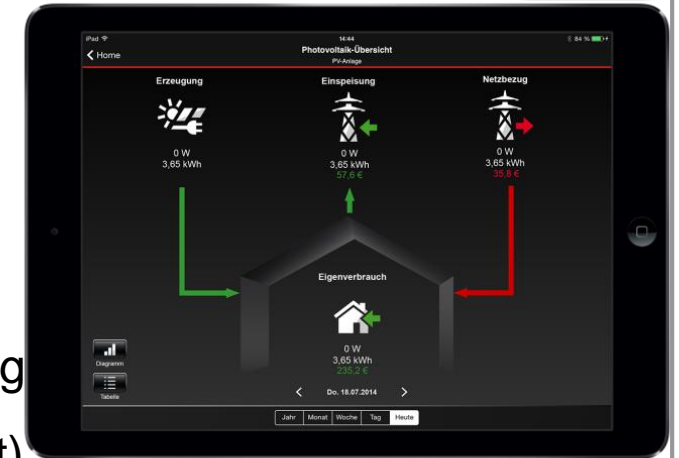 iPad 14:44 84 %
Home
Photovoltaik-Übersicht
PV-Anlage
Erzeugung Einspeisung Netzbezug
0 W 0 W 0 W
3,65 kWh 3,65 kWh 3,65 kWh
57,6 € 35,8 €
Eigenverbrauch
0 W
3,65 kWh
235,2 €
Diagramm
Tabelle
Do. 18.07.2014
Jahr Monat Woche Tag Heute
g
t)